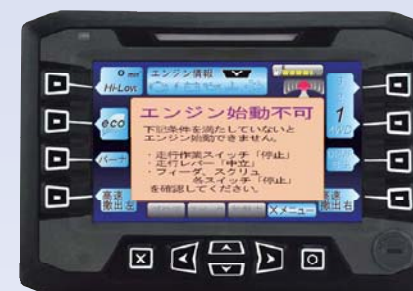 0
Hi-Low
エンジン情報
eco
バーナ
高速
撒出左
エンジン始動不可
下記条件を満たしていないと
エンジン始動できません。
・走行作業スイッチ「停止」
・走行レバー「中立」
・フィーダ、スクリュ
各スイッチ「停止」
を確認してください。
1
高速
撒出右
メニュー